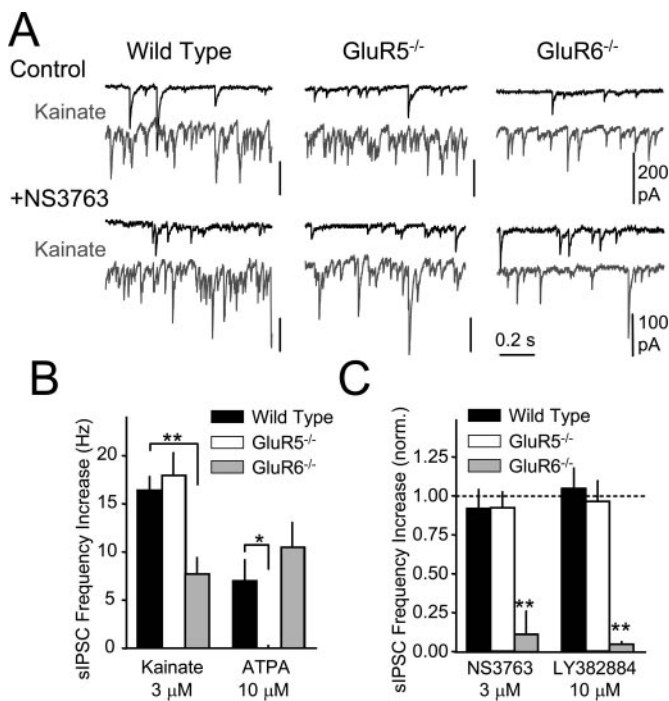 A
Wild Type GluR5-/- GluR6-/-
Control
Kainate
200
pA
+NS3763
Kainate
0.2 s
100
pA
B
sIPSC Frequency Increase (Hz)
Wild Type
GluR5-/-
GluR6-/-
20
15
10
5
0
**
*
Kainate ATPA
3 μM 10 μM
C
sIPSC Frequency Increase (norm.)
Wild Type
GluR5-/-
GluR6-/-
1.25
1.00
0.75
0.50
0.25
0.00
**
**
NS3763 LY382884
3 μM 10 μM